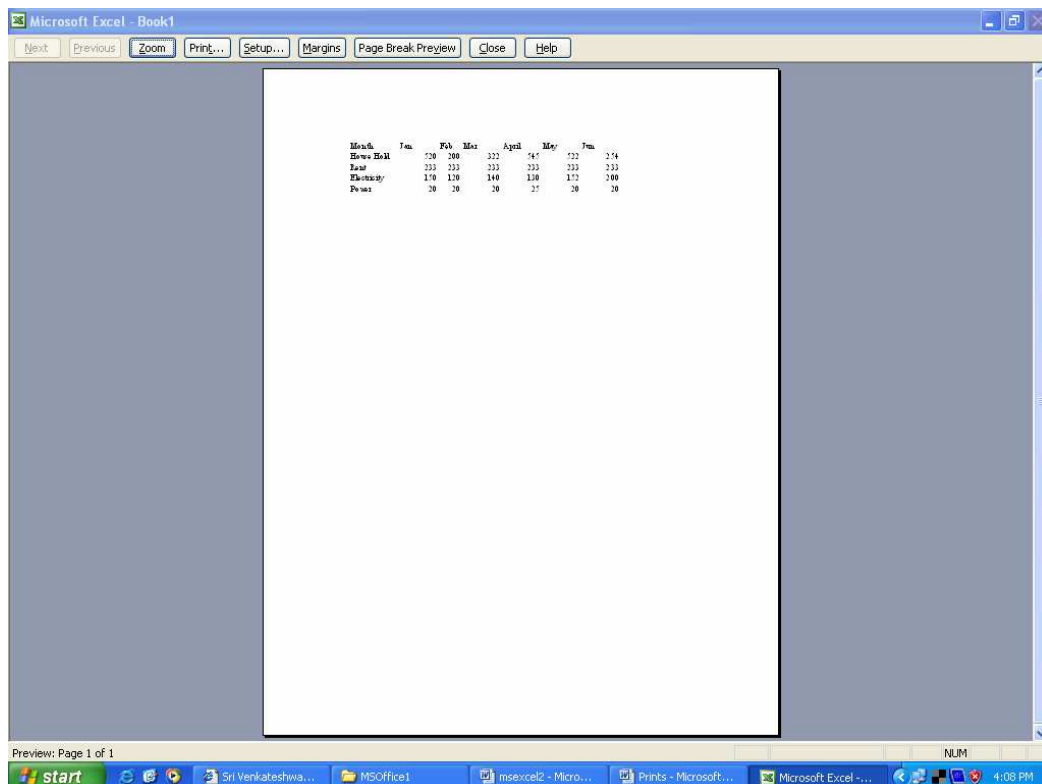 Microsoft Excel - Book1
Next Previous Zoom Print... Setup... Margins Page Break Preview Close Help
Month Jan Feb Mar April May Jun
House Hold 520 200 322 545 522 254
Rent 233 233 233 233 233 233
Electricity 150 120 140 130 152 200
Power 20 20 20 25 20 20
Preview: Page 1 of 1
NUM
start Sri Venkateshwa... MSOffice1 msexcel2 - Micro... Prints - Microsoft... Microsoft Excel -... 4:08 PM